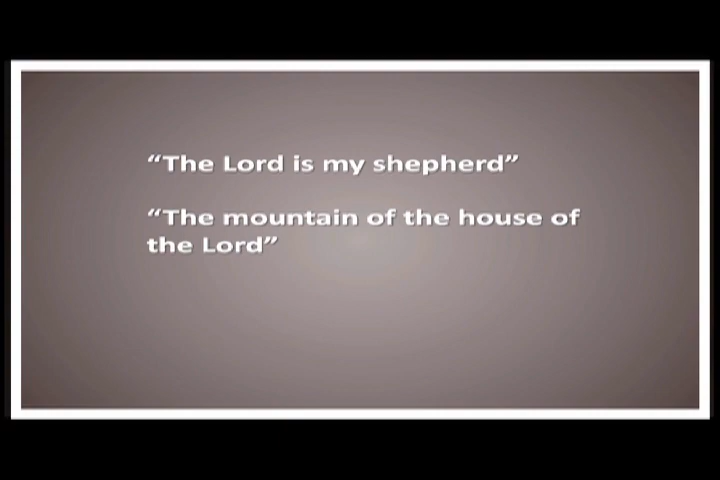 “The Lord is my shepherd”
“The mountain of the house of
the Lord”